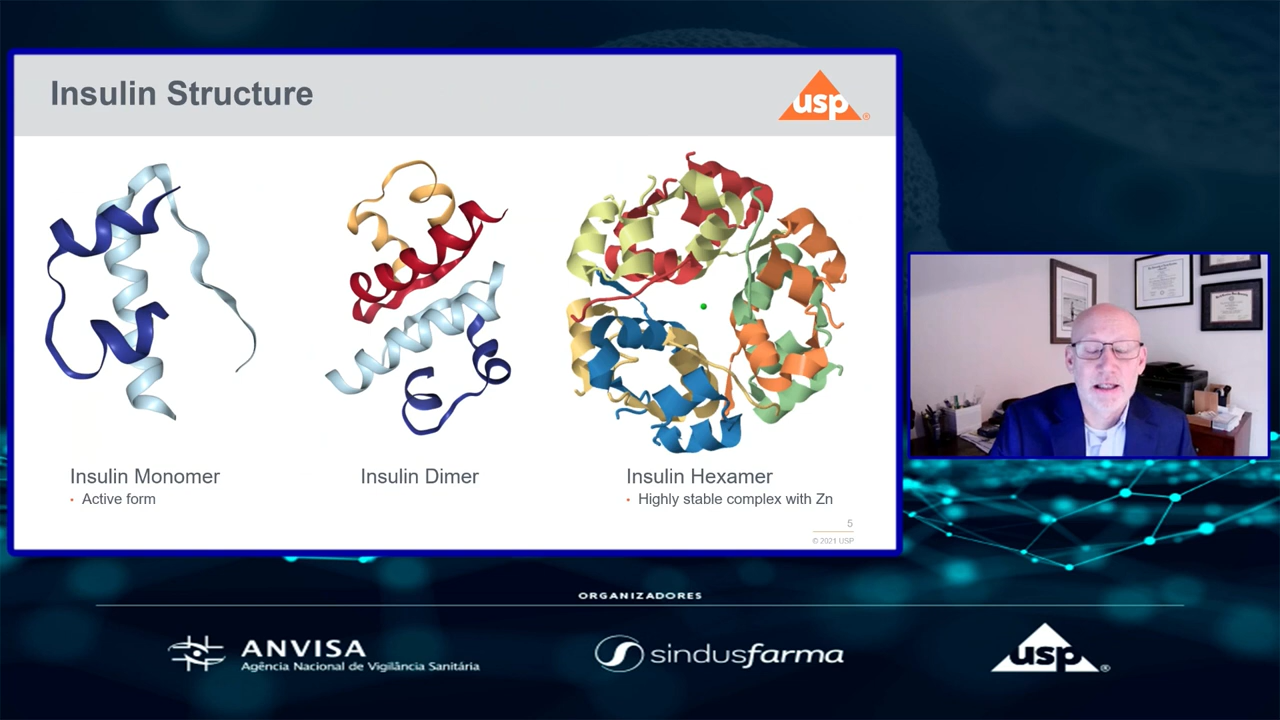 Insulin Structure
usp®
Insulin Monomer
• Active form
Insulin Dimer
Insulin Hexamer
• Highly stable complex with Zn
5
© 2021 USP
ORGANIZADORES
ANVISA
Agência Nacional de Vigilância Sanitária
sindusfarma
usp®